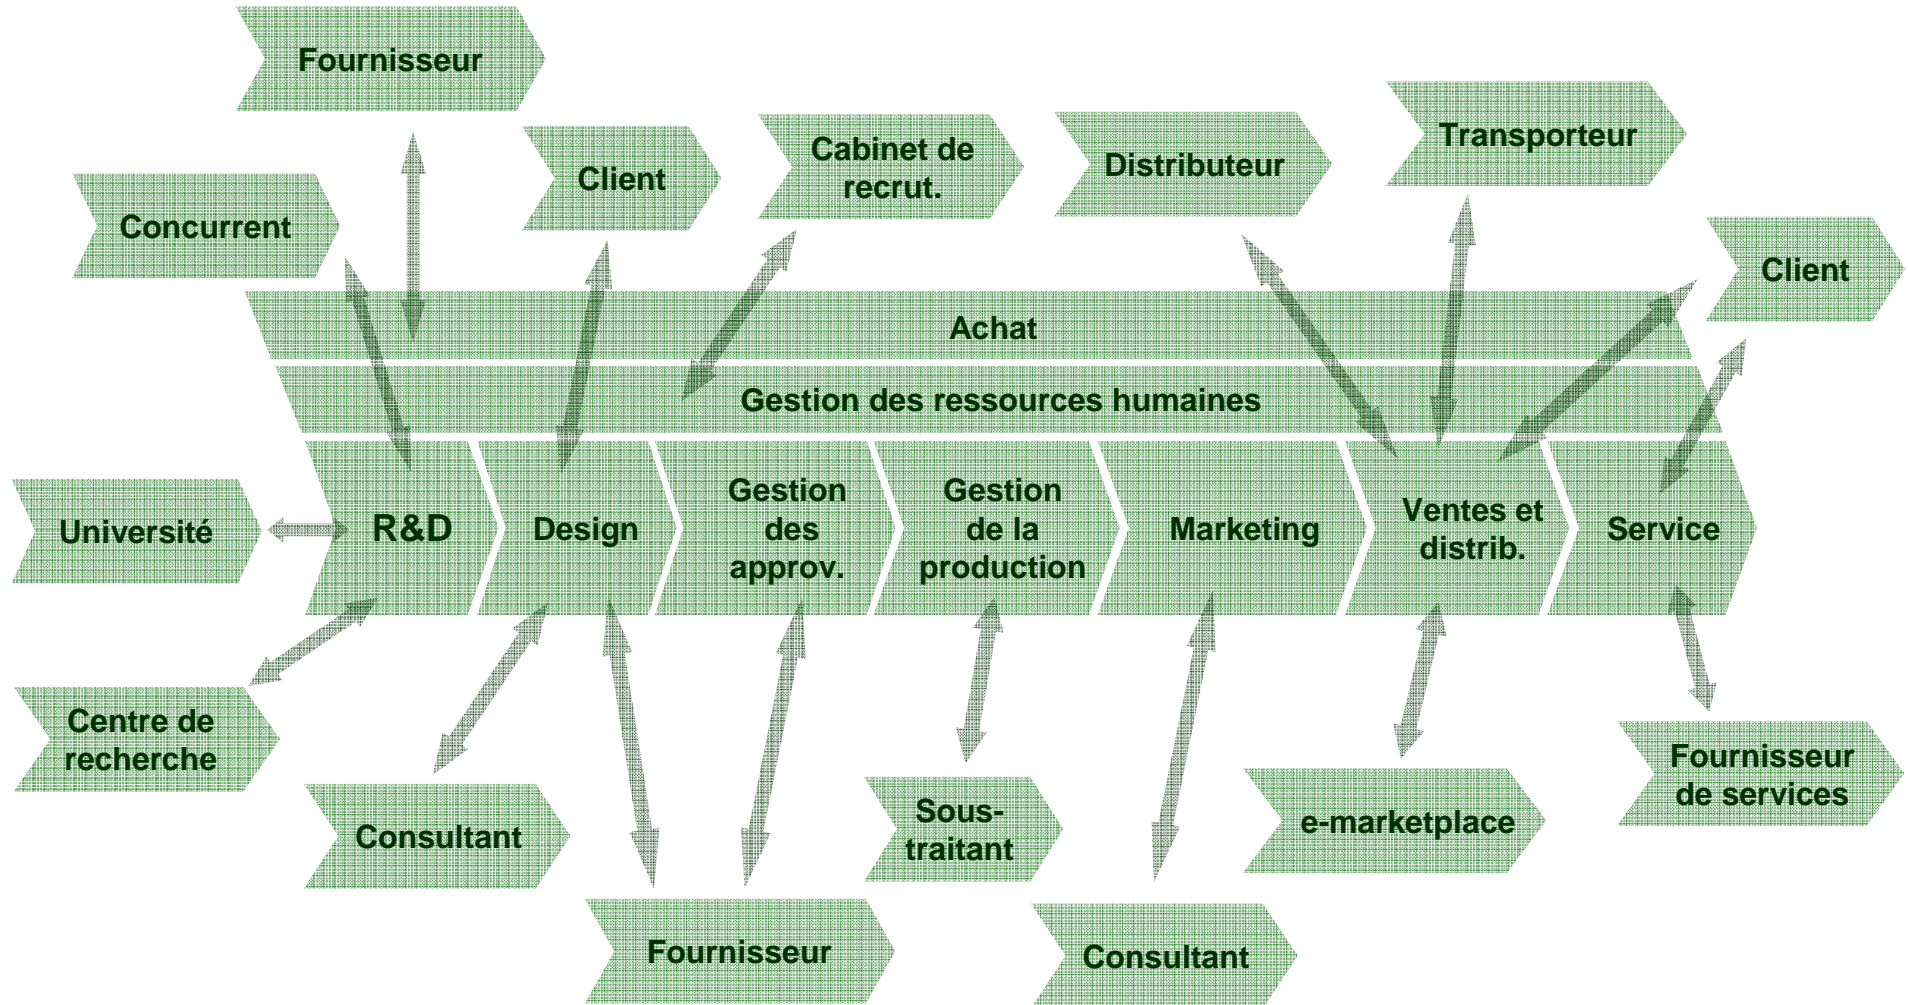 Fournisseur
Client
Cabinet de
recrut.
Distributeur
Transporteur
Concurrent
Client
Achat
Gestion des ressources humaines
Université
R&D
Design
Gestion
des
approv.
Gestion
de la
production
Marketing
Ventes et
distrib.
Service
Centre de
recherche
Consultant
Fournisseur
Sous-
traitant
Consultant
e-marketplace
Fournisseur
de services